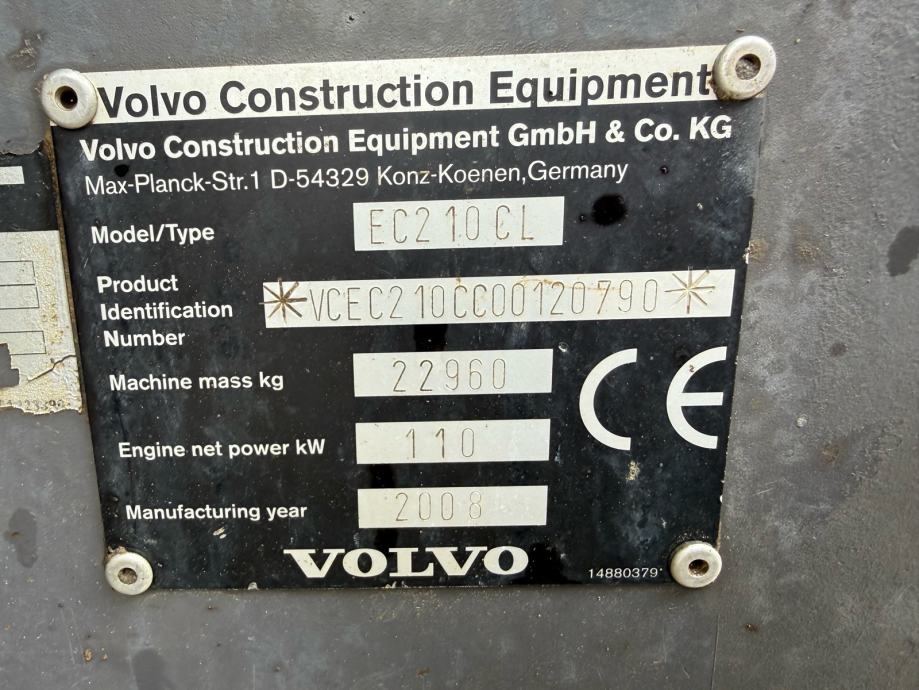 Volvo Construction Equipment
Volvo Construction Equipment GmbH & Co. KG
Max-Planck-Str.1 D-54329 Konz-Koenen,Germany
Model/Type EC210CL
Product Identification Number *VCEC210CC00120790*
Machine mass kg 22960
Engine net power kW 110
Manufacturing year 2008
CE
VOLVO
14880379